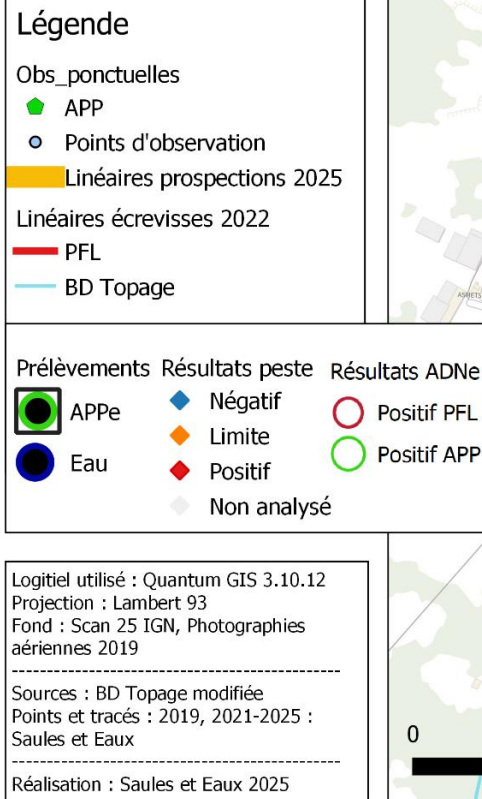 Légende
Obs_ponctuelles
APP
Points d'observation
Linéaires prospections 2025
Linéaires écrevisses 2022
PFL
BD Topage
Prélèvements
APPe
Eau
Résultats peste
Négatif
Limite
Positif
Non analysé
Résultats ADNe
Positif PFL
Positif APP
Logitiel utilisé : Quantum GIS 3.10.12
Projection : Lambert 93
Fond : Scan 25 IGN, Photographies
aériennes 2019
Sources : BD Topage modifiée
Points et tracés : 2019, 2021-2025 :
Saules et Eaux
Réalisation : Saules et Eaux 2025
0